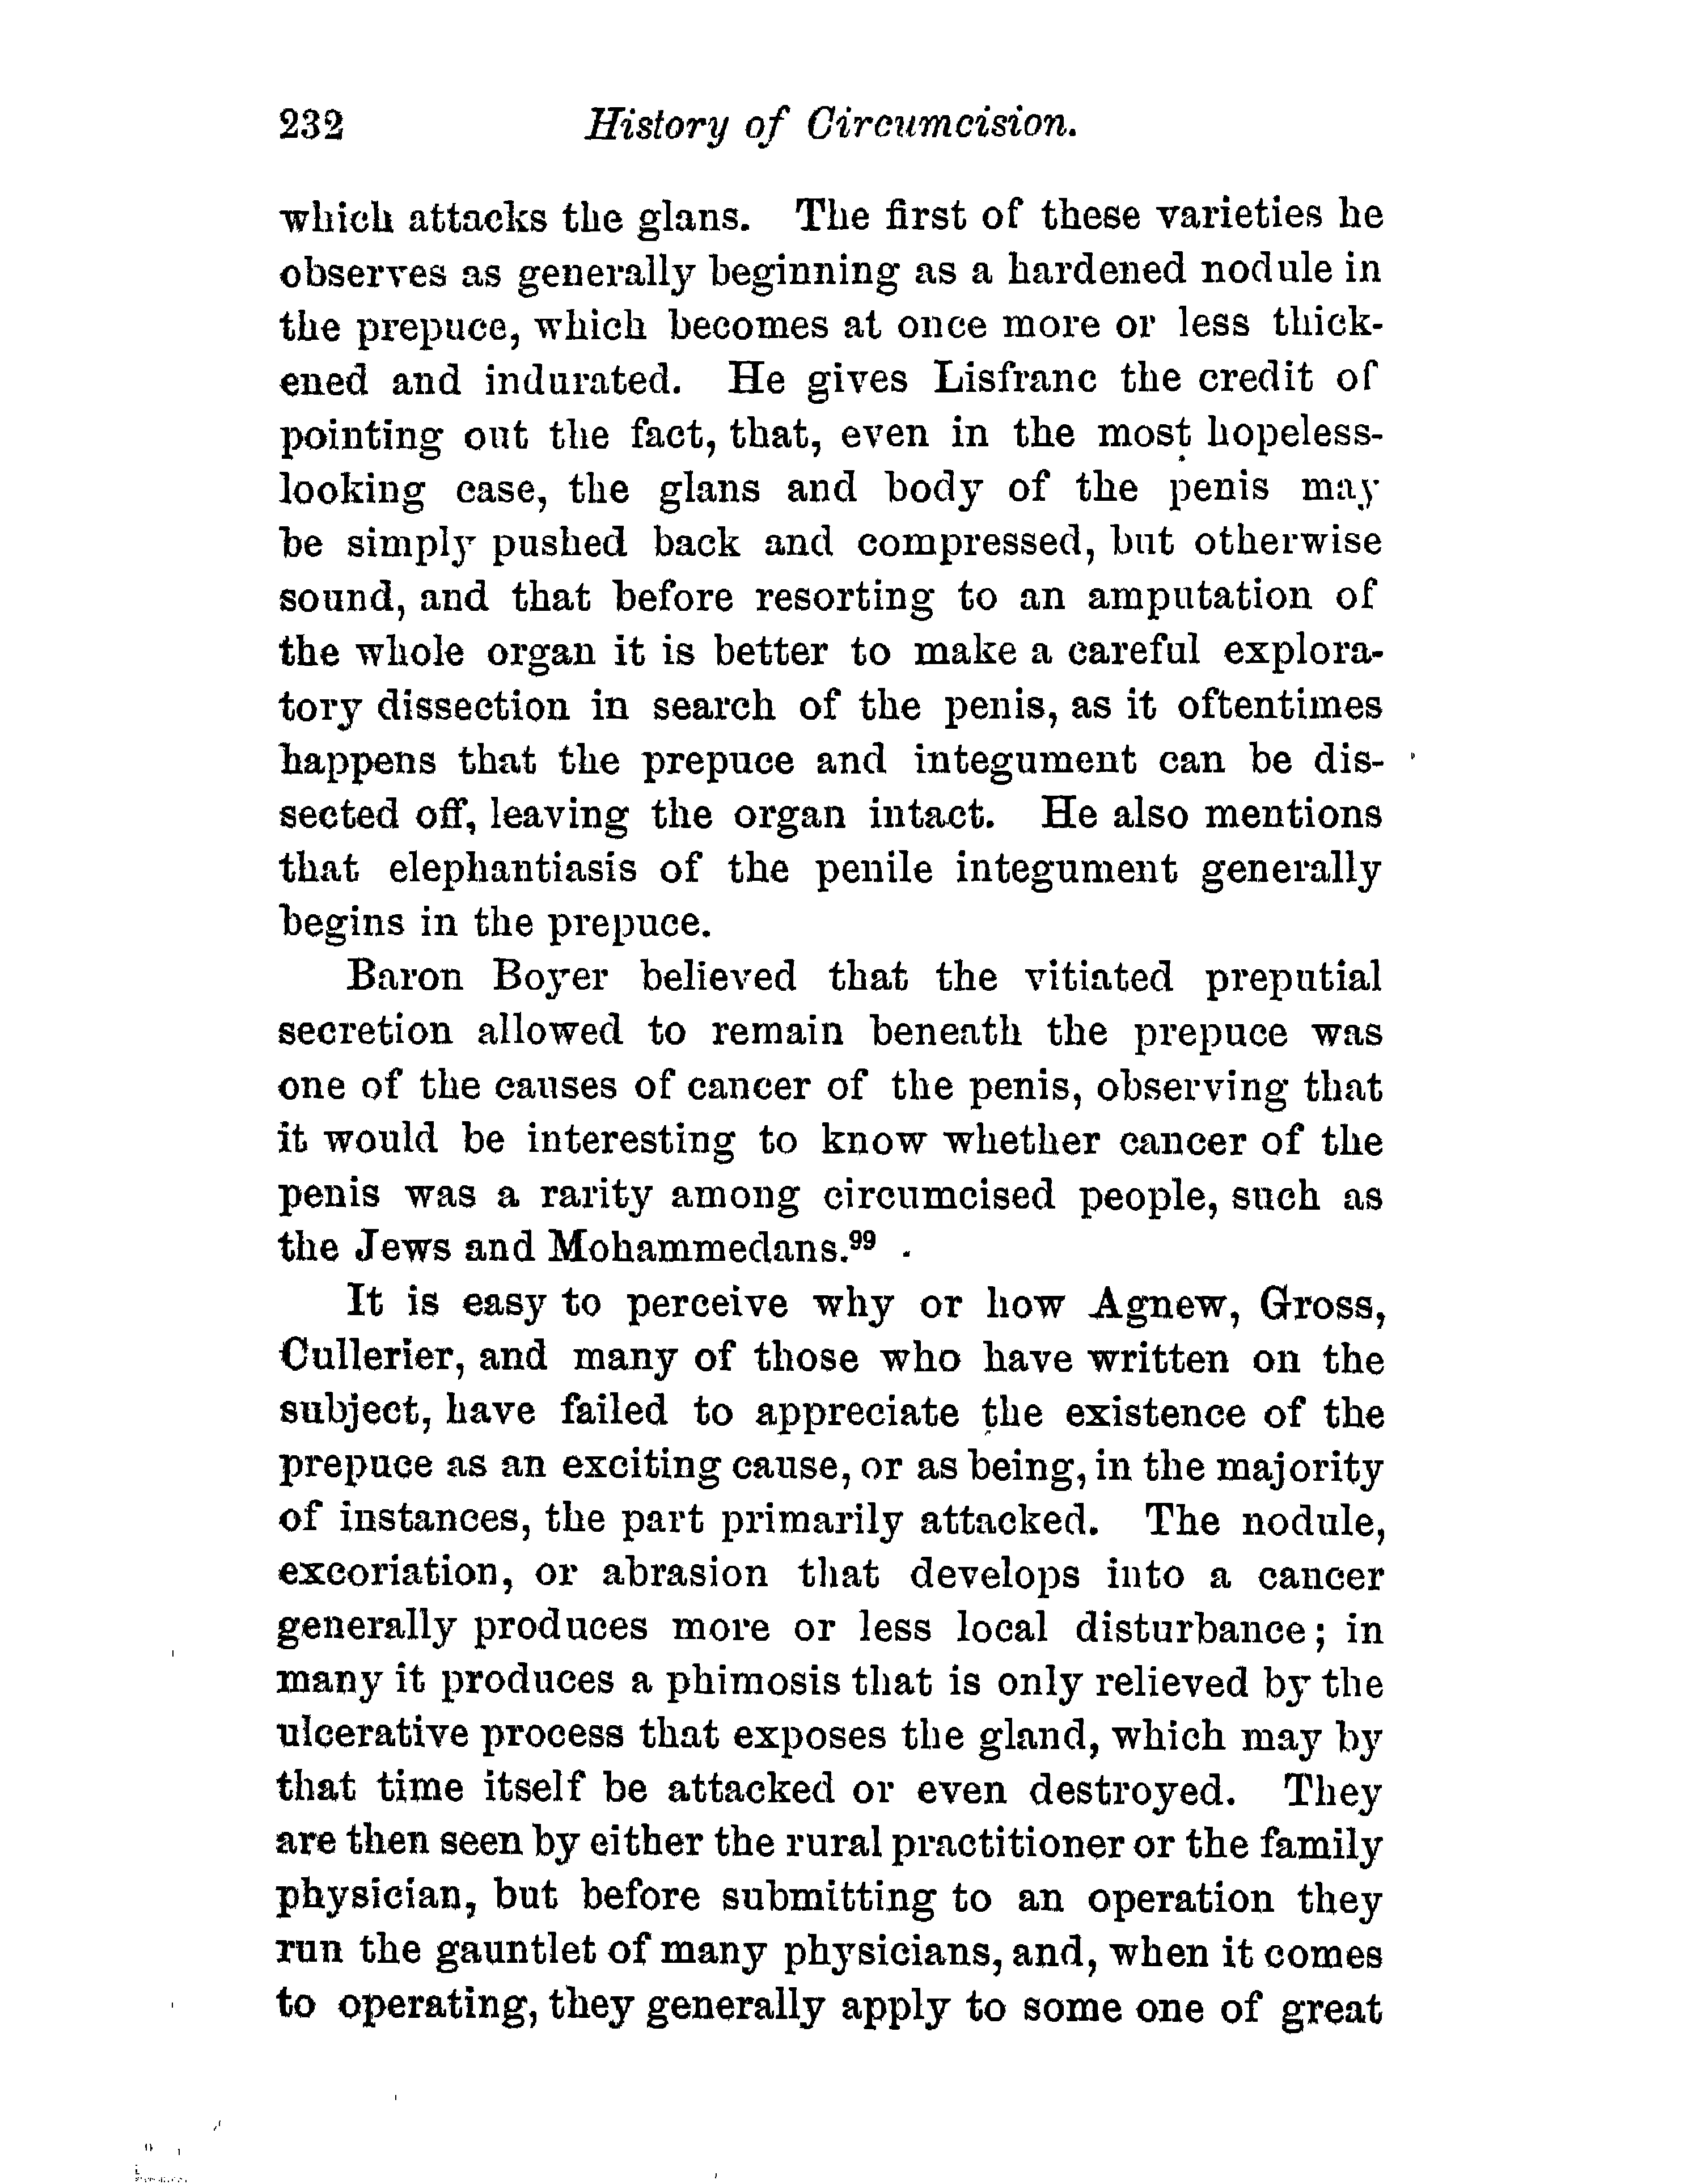 232 History of Circumcision.
which attacks the glans. The first of these varieties he
observes as generally beginning as a hardened nodule in
the prepuce, which becomes at once more or less thick-
ened and indurated. He gives Lisfranc the credit of
pointing out the fact, that, even in the most hopeless-
looking case, the glans and body of the penis may
be simply pushed back and compressed, but otherwise
sound, and that before resorting to an amputation of
the whole organ it is better to make a careful explora-
tory dissection in search of the penis, as it oftentimes
happens that the prepuce and integument can be dis-
sected off, leaving the organ intact. He also mentions
that elephantiasis of the penile integument generally
begins in the prepuce.
Baron Boyer believed that the vitiated preputial
secretion allowed to remain beneath the prepuce was
one of the causes of cancer of the penis, observing that
it would be interesting to know whether cancer of the
penis was a rarity among circumcised people, such as
the Jews and Mohammedans.⁹⁹
It is easy to perceive why or how Agnew, Gross,
Cullerier, and many of those who have written on the
subject, have failed to appreciate the existence of the
prepuce as an exciting cause, or as being, in the majority
of instances, the part primarily attacked. The nodule,
excoriation, or abrasion that develops into a cancer
generally produces more or less local disturbance; in
many it produces a phimosis that is only relieved by the
ulcerative process that exposes the gland, which may by
that time itself be attacked or even destroyed. They
are then seen by either the rural practitioner or the family
physician, but before submitting to an operation they
run the gauntlet of many physicians, and, when it comes
to operating, they generally apply to some one of great